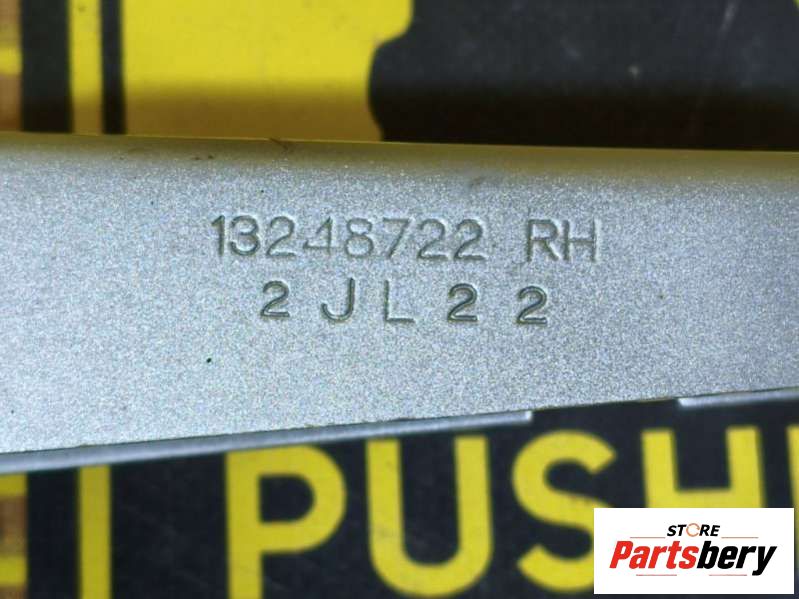 13248722 RH
2 J L 2 2
PUSH
STORE
Partsbery